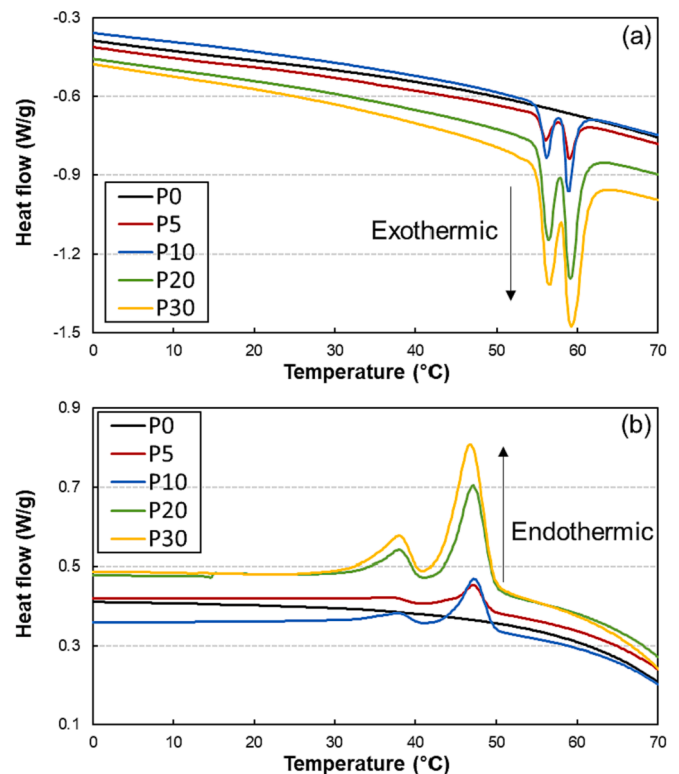 (a)
-0.3
-0.6
-0.9
-1.2
-1.5
Heat flow (W/g)
P0
P5
P10
P20
P30
Exothermic
0 10 20 30 40 50 60 70
Temperature (°C)
(b)
0.9
0.7
0.5
0.3
0.1
Heat flow (W/g)
P0
P5
P10
P20
P30
Endothermic
0 10 20 30 40 50 60 70
Temperature (°C)